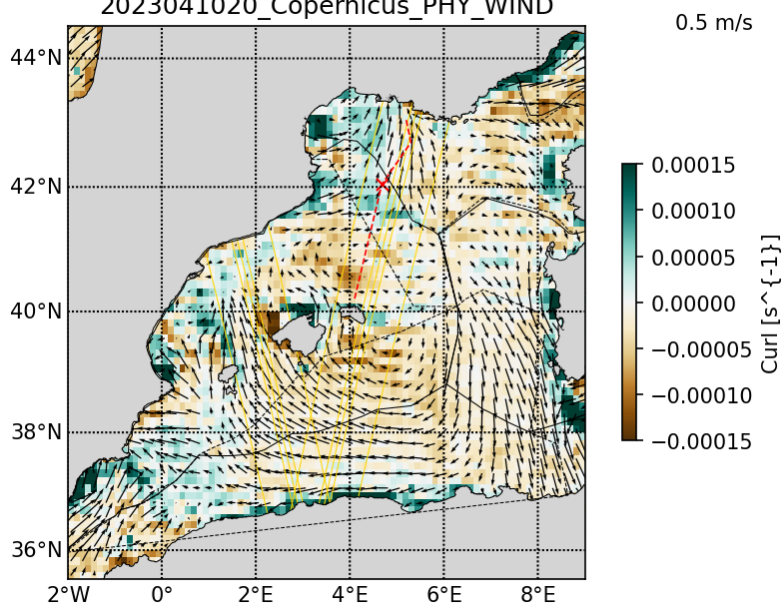 2023041020_Copernicus_PHY_WIND
0.5 m/s
44°N
42°N
40°N
38°N
36°N
2°W 0° 2°E 4°E 6°E 8°E
0.00015
0.00010
0.00005
0.00000
−0.00005
−0.00010
−0.00015
Curl [s^{-1}]